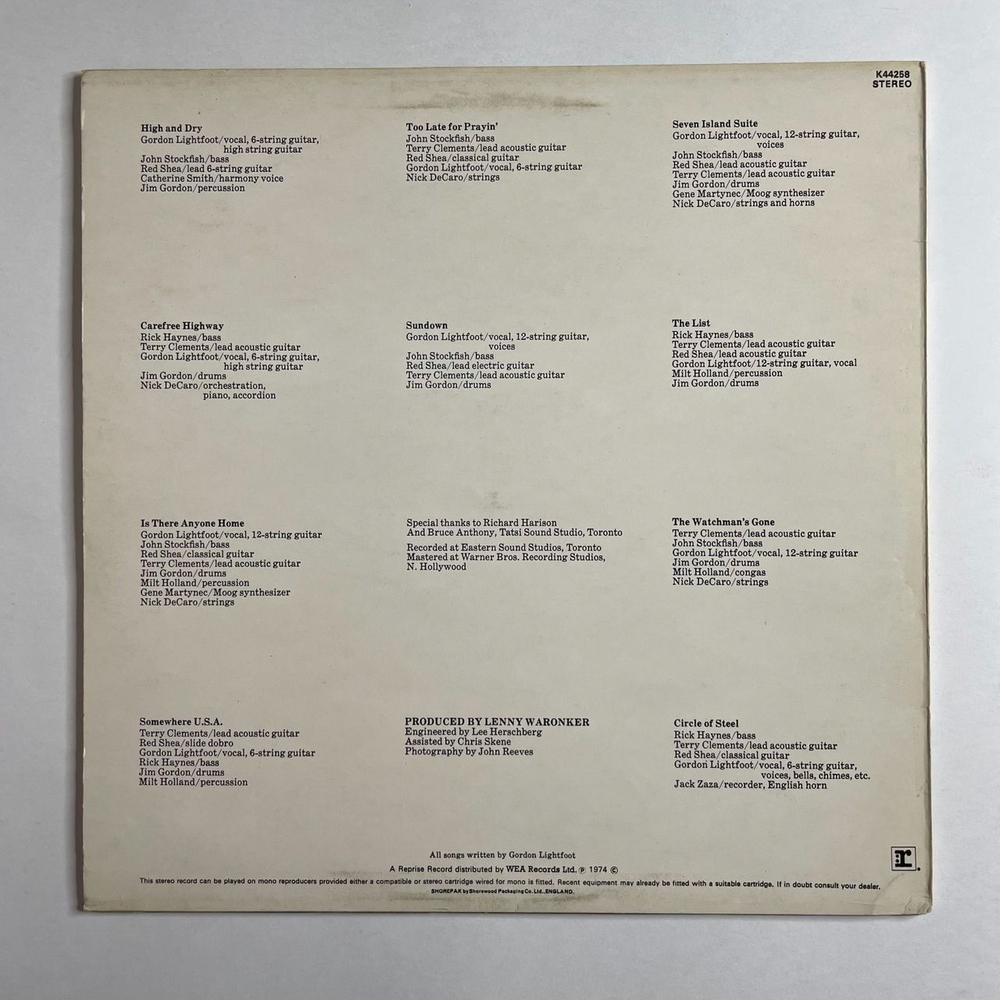 K44258
STEREO
High and Dry
Gordon Lightfoot/vocal, 6-string guitar,
high string guitar
John Stockfish/bass
Red Shea/lead 6-string guitar
Catherine Smith/harmony voice
Jim Gordon/percussion
Too Late for Prayin'
John Stockfish/bass
Terry Clements/lead acoustic guitar
Red Shea/classical guitar
Gordon Lightfoot/vocal, 6-string guitar
Nick DeCaro/strings
Seven Island Suite
Gordon Lightfoot/vocal, 12-string guitar,
voices
John Stockfish/bass
Red Shea/lead acoustic guitar
Terry Clements/lead acoustic guitar
Jim Gordon/drums
Gene Martynec/Moog synthesizer
Nick DeCaro/strings and horns
Carefree Highway
Rick Haynes/bass
Terry Clements/lead acoustic guitar
Gordon Lightfoot/vocal, 6-string guitar,
high string guitar
Jim Gordon/drums
Nick DeCaro/orchestration,
piano, accordion
Sundown
Gordon Lightfoot/vocal, 12-string guitar,
voices
John Stockfish/bass
Red Shea/lead electric guitar
Terry Clements/lead acoustic guitar
Jim Gordon/drums
The List
Rick Haynes/bass
Terry Clements/lead acoustic guitar
Red Shea/lead acoustic guitar
Gordon Lightfoot/12-string guitar, vocal
Milt Holland/percussion
Jim Gordon/drums
Is There Anyone Home
Gordon Lightfoot/vocal, 12-string guitar
John Stockfish/bass
Red Shea/classical guitar
Terry Clements/lead acoustic guitar
Jim Gordon/drums
Milt Holland/percussion
Gene Martynec/Moog synthesizer
Nick DeCaro/strings
Special thanks to Richard Harison
And Bruce Anthony, Tatsi Sound Studio, Toronto
Recorded at Eastern Sound Studios, Toronto
Mastered at Warner Bros. Recording Studios,
N. Hollywood
The Watchman's Gone
Terry Clements/lead acoustic guitar
John Stockfish/bass
Gordon Lightfoot/vocal, 12-string guitar
Jim Gordon/drums
Milt Holland/congas
Nick DeCaro/strings
Somewhere U.S.A.
Terry Clements/lead acoustic guitar
Red Shea/slide dobro
Gordon Lightfoot/vocal, 6-string guitar
Rick Haynes/bass
Jim Gordon/drums
Milt Holland/percussion
PRODUCED BY LENNY WARONKER
Engineered by Lee Herschberg
Assisted by Chris Skene
Photography by John Reeves
Circle of Steel
Rick Haynes/bass
Terry Clements/lead acoustic guitar
Red Shea/classical guitar
Gordon Lightfoot/vocal, 6-string guitar,
voices, bells, chimes, etc.
Jack Zaza/recorder, English horn
All songs written by Gordon Lightfoot
A Reprise Record distributed by WEA Records Ltd. ℗ 1974 ©
This stereo record can be played on mono reproducers provided either a compatible or stereo cartridge wired for mono is fitted. Recent equipment may already be fitted with a suitable cartridge. If in doubt consult your dealer.
SHOREPAK by Shorewood Packaging Co. Ltd., ENGLAND.
r